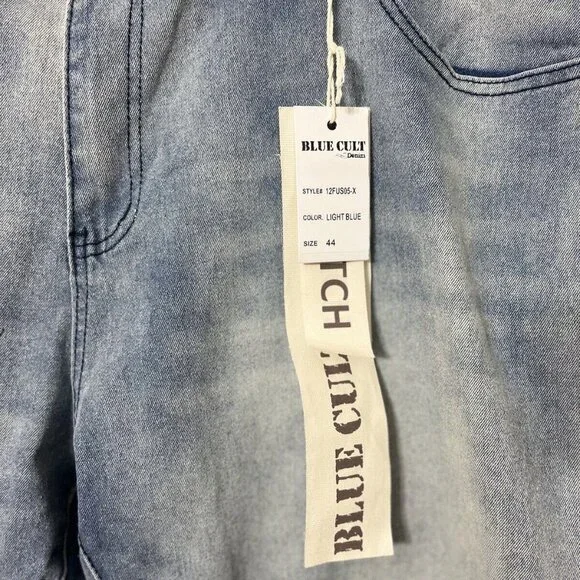 BLUE CULT
Denim
STYLE# 12FUS05-X
COLOR. LIGHT BLUE
SIZE 44
TCH
BLUE CULT